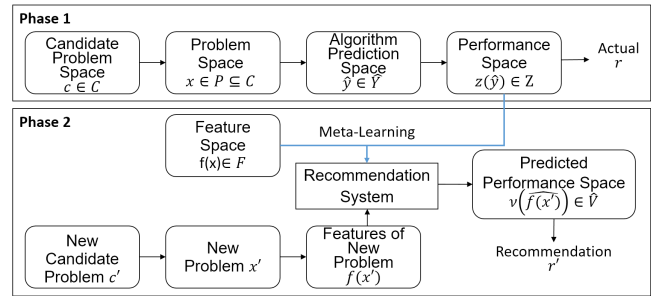 Phase 1
Candidate
Problem
Space
c ∈ C
Problem
Space
x ∈ P ⊆ C
Algorithm
Prediction
Space
ŷ ∈ Ŷ
Performance
Space
z(ŷ) ∈ Z
Actual
r
Phase 2
Feature
Space
f(x)∈ F
Meta-Learning
Recommendation
System
Predicted
Performance Space
ν(f(x′)̂) ∈ V̂
Recommendation
r′
New
Candidate
Problem c′
New
Problem x′
Features of
New
Problem
f(x′)